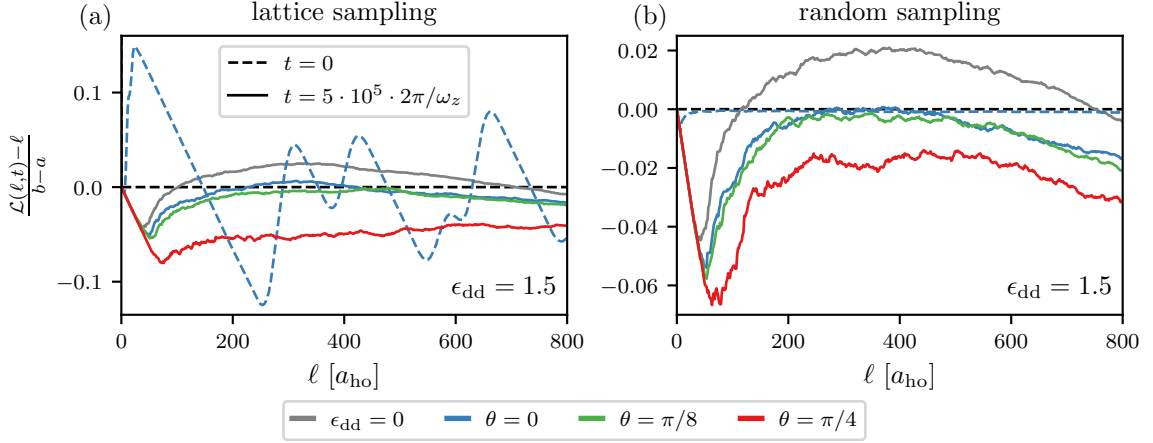 (a) lattice sampling
t = 0
t = 5 · 10⁵ · 2π/ω_z
0.1
0.0
−0.1
ℒ(ℓ,t)−ℓ
b−a
ϵ_dd = 1.5
0 200 400 600 800
ℓ [a_ho]
(b) random sampling
0.02
0.00
−0.02
−0.04
−0.06
ϵ_dd = 1.5
0 200 400 600 800
ℓ [a_ho]
ϵ_dd = 0 θ = 0 θ = π/8 θ = π/4